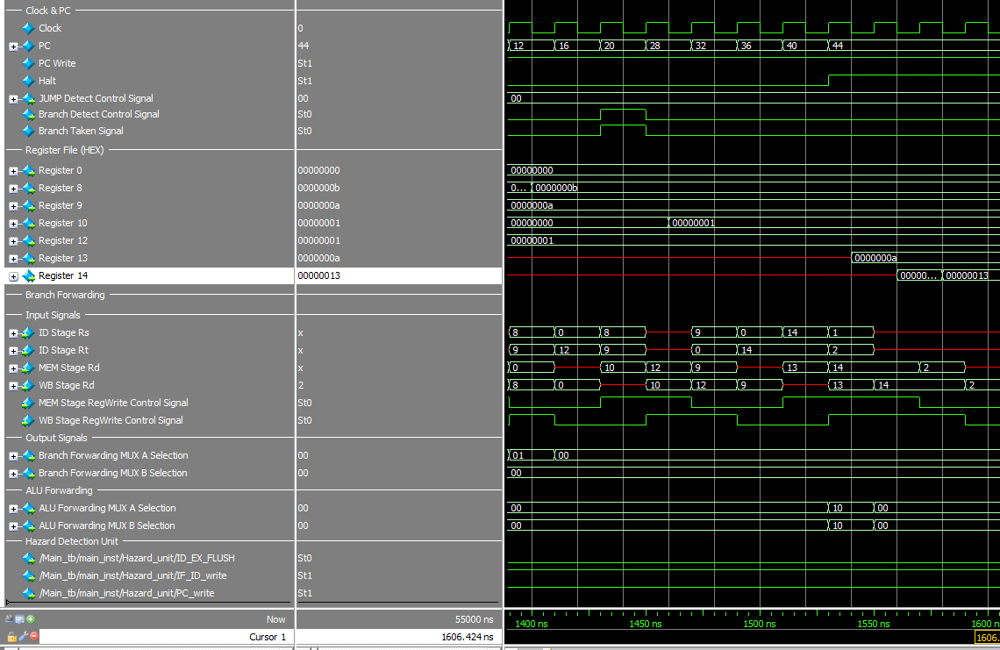 Clock & PC
Clock 0
PC 44 12 16 20 28 32 36 40 44
PC Write St1
Halt St1
JUMP Detect Control Signal 00 00
Branch Detect Control Signal St0
Branch Taken Signal St0
Register File (HEX)
Register 0 00000000 00000000
Register 8 0000000b 0... 0000000b
Register 9 0000000a 0000000a
Register 10 00000001 00000000 00000001
Register 12 00000001 00000001
Register 13 0000000a 0000000a
Register 14 00000013 00000... 00000013
Branch Forwarding
Input Signals
ID Stage Rs x 8 0 8 9 0 14 1
ID Stage Rt x 9 12 9 0 14 2
MEM Stage Rd x 0 10 12 9 13 14 2
WB Stage Rd 2 8 0 10 12 9 13 14 2
MEM Stage RegWrite Control Signal St0
WB Stage RegWrite Control Signal St0
Output Signals
Branch Forwarding MUX A Selection 00 01 00
Branch Forwarding MUX B Selection 00 00
ALU Forwarding
ALU Forwarding MUX A Selection 00 00 10 00
ALU Forwarding MUX B Selection 00 00 10 00
Hazard Detection Unit
/Main_tb/main_inst/Hazard_unit/ID_EX_FLUSH St0
/Main_tb/main_inst/Hazard_unit/IF_ID_write St1
/Main_tb/main_inst/Hazard_unit/PC_write St1
Now 55000 ns 1400 ns 1450 ns 1500 ns 1550 ns 1600 n
Cursor 1 1606.424 ns 1606.